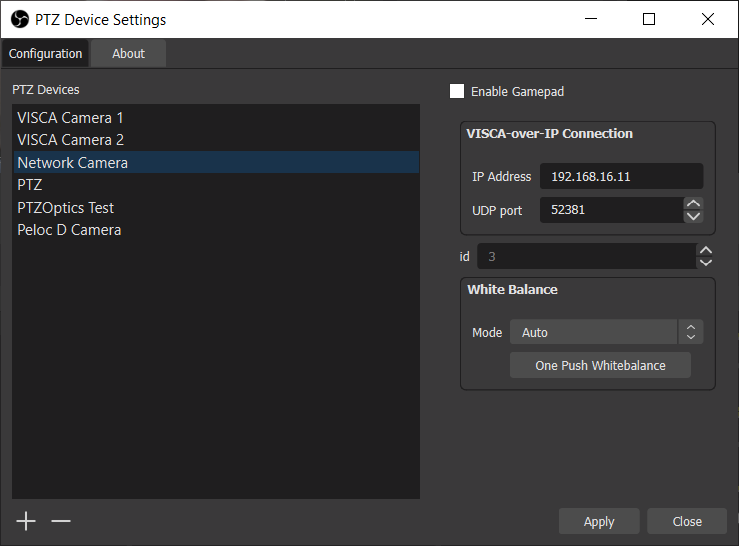 PTZ Device Settings
Configuration About
PTZ Devices
VISCA Camera 1
VISCA Camera 2
Network Camera
PTZ
PTZOptics Test
Peloc D Camera
Enable Gamepad
VISCA-over-IP Connection
IP Address 192.168.16.11
UDP port 52381
id 3
White Balance
Mode Auto
One Push Whitebalance
Apply Close